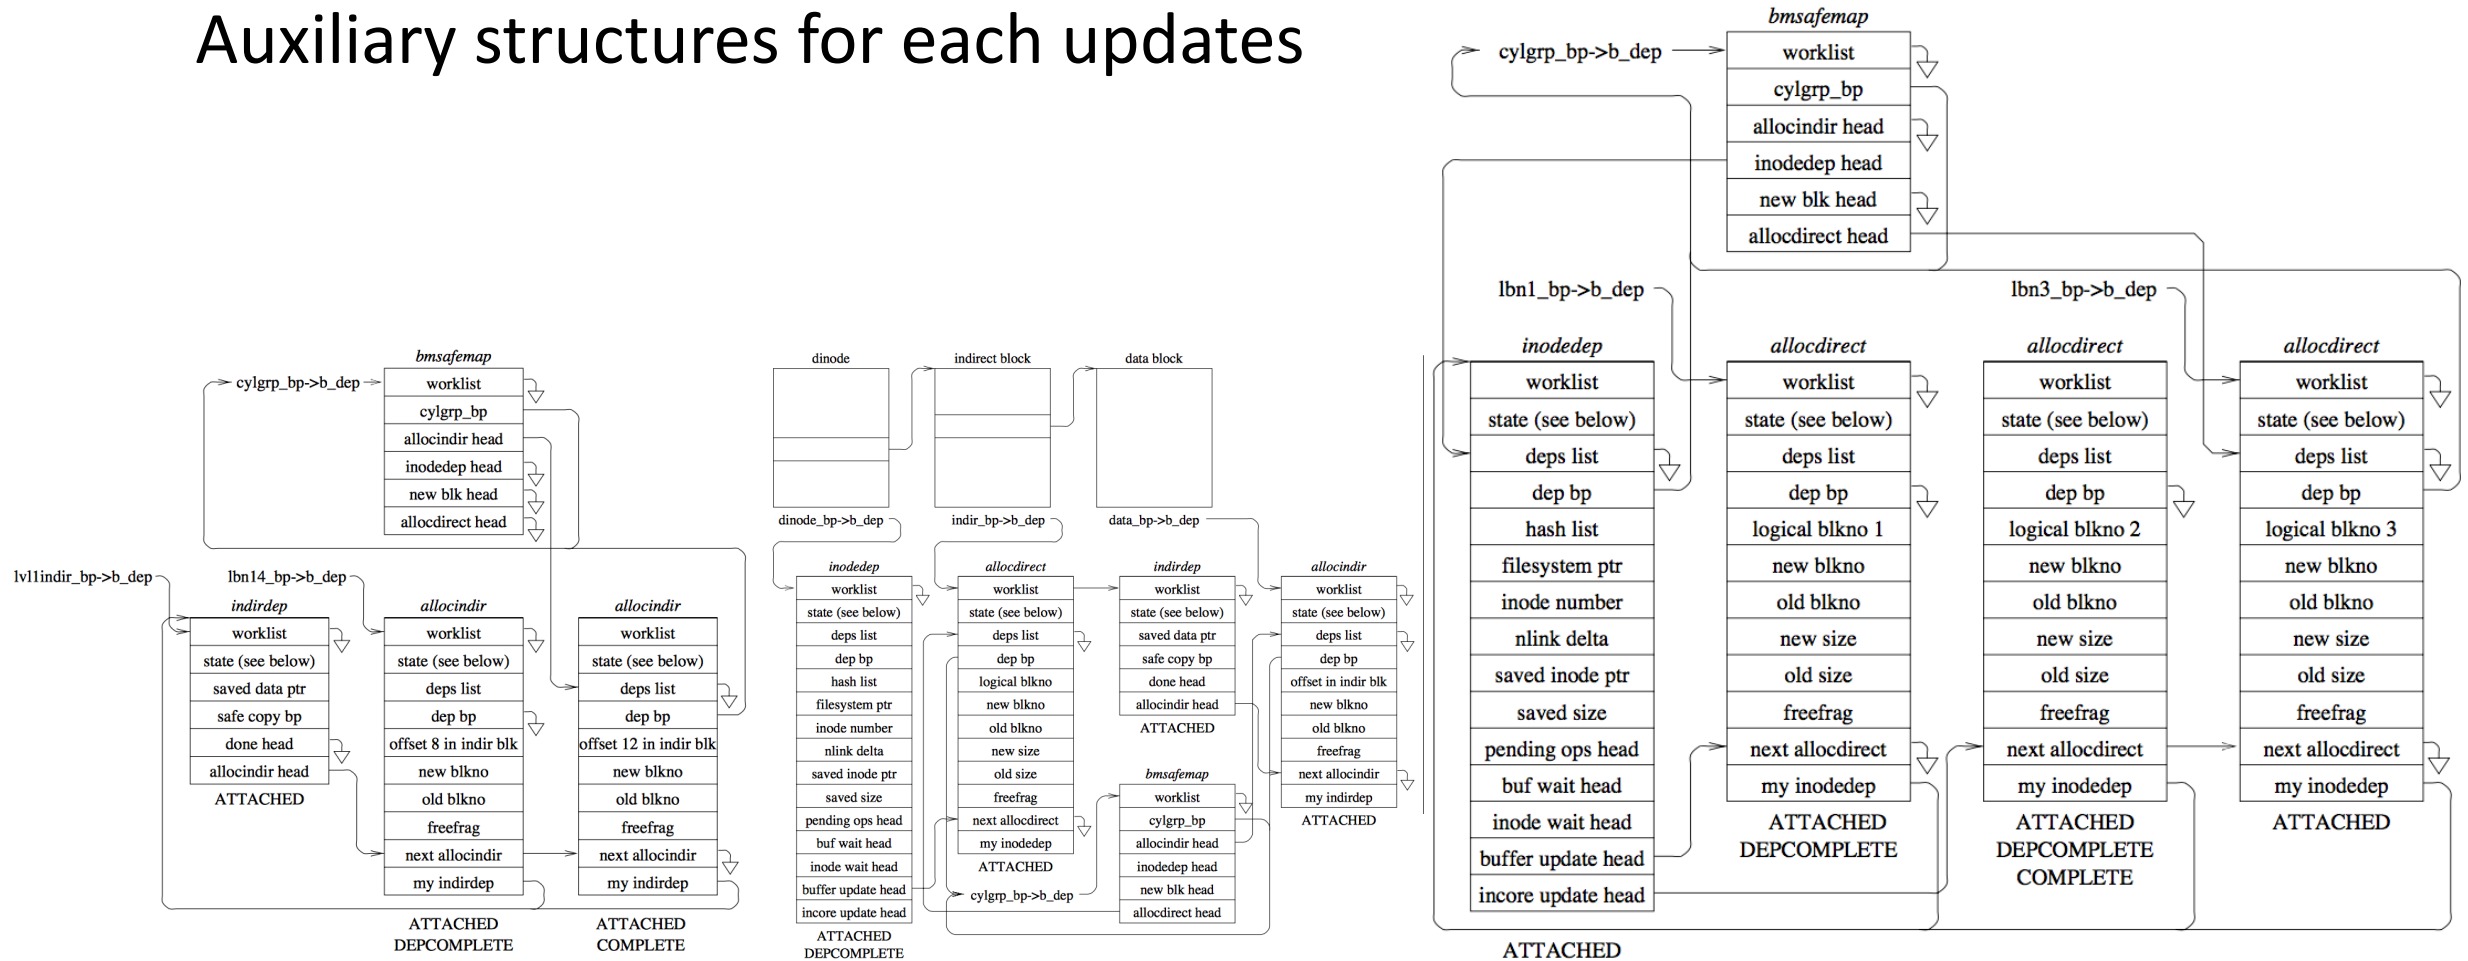 Auxiliary structures for each updates
bmsafemap
cylgrp_bp->b_dep
worklist
cylgrp_bp
allocindir head
inodedep head
new blk head
allocdirect head
lvl1indir_bp->b_dep
lbn14_bp->b_dep
indirdep
worklist
state (see below)
saved data ptr
safe copy bp
done head
allocindir head
ATTACHED
allocindir
worklist
state (see below)
deps list
dep bp
offset 8 in indir blk
new blkno
old blkno
freefrag
next allocindir
my indirdep
ATTACHED
DEPCOMPLETE
allocindir
worklist
state (see below)
deps list
dep bp
offset 12 in indir blk
new blkno
old blkno
freefrag
next allocindir
my indirdep
ATTACHED
COMPLETE
dinode
indirect block
data block
dinode_bp->b_dep
indir_bp->b_dep
data_bp->b_dep
inodedep
worklist
state (see below)
deps list
dep bp
hash list
filesystem ptr
inode number
nlink delta
saved inode ptr
saved size
pending ops head
buf wait head
inode wait head
buffer update head
incore update head
ATTACHED
DEPCOMPLETE
allocdirect
worklist
state (see below)
deps list
dep bp
logical blkno
new blkno
old blkno
new size
old size
freefrag
next allocdirect
my inodedep
ATTACHED
cylgrp_bp->b_dep
indirdep
worklist
state (see below)
saved data ptr
safe copy bp
done head
allocindir head
ATTACHED
bmsafemap
worklist
cylgrp_bp
allocindir head
inodedep head
new blk head
allocdirect head
allocindir
worklist
state (see below)
deps list
dep bp
offset in indir blk
new blkno
old blkno
freefrag
next allocindir
my indirdep
ATTACHED
bmsafemap
cylgrp_bp->b_dep
worklist
cylgrp_bp
allocindir head
inodedep head
new blk head
allocdirect head
lbn1_bp->b_dep
lbn3_bp->b_dep
inodedep
worklist
state (see below)
deps list
dep bp
hash list
filesystem ptr
inode number
nlink delta
saved inode ptr
saved size
pending ops head
buf wait head
inode wait head
buffer update head
incore update head
ATTACHED
allocdirect
worklist
state (see below)
deps list
dep bp
logical blkno 1
new blkno
old blkno
new size
old size
freefrag
next allocdirect
my inodedep
ATTACHED
DEPCOMPLETE
allocdirect
worklist
state (see below)
deps list
dep bp
logical blkno 2
new blkno
old blkno
new size
old size
freefrag
next allocdirect
my inodedep
ATTACHED
DEPCOMPLETE
COMPLETE
allocdirect
worklist
state (see below)
deps list
dep bp
logical blkno 3
new blkno
old blkno
new size
old size
freefrag
next allocdirect
my inodedep
ATTACHED